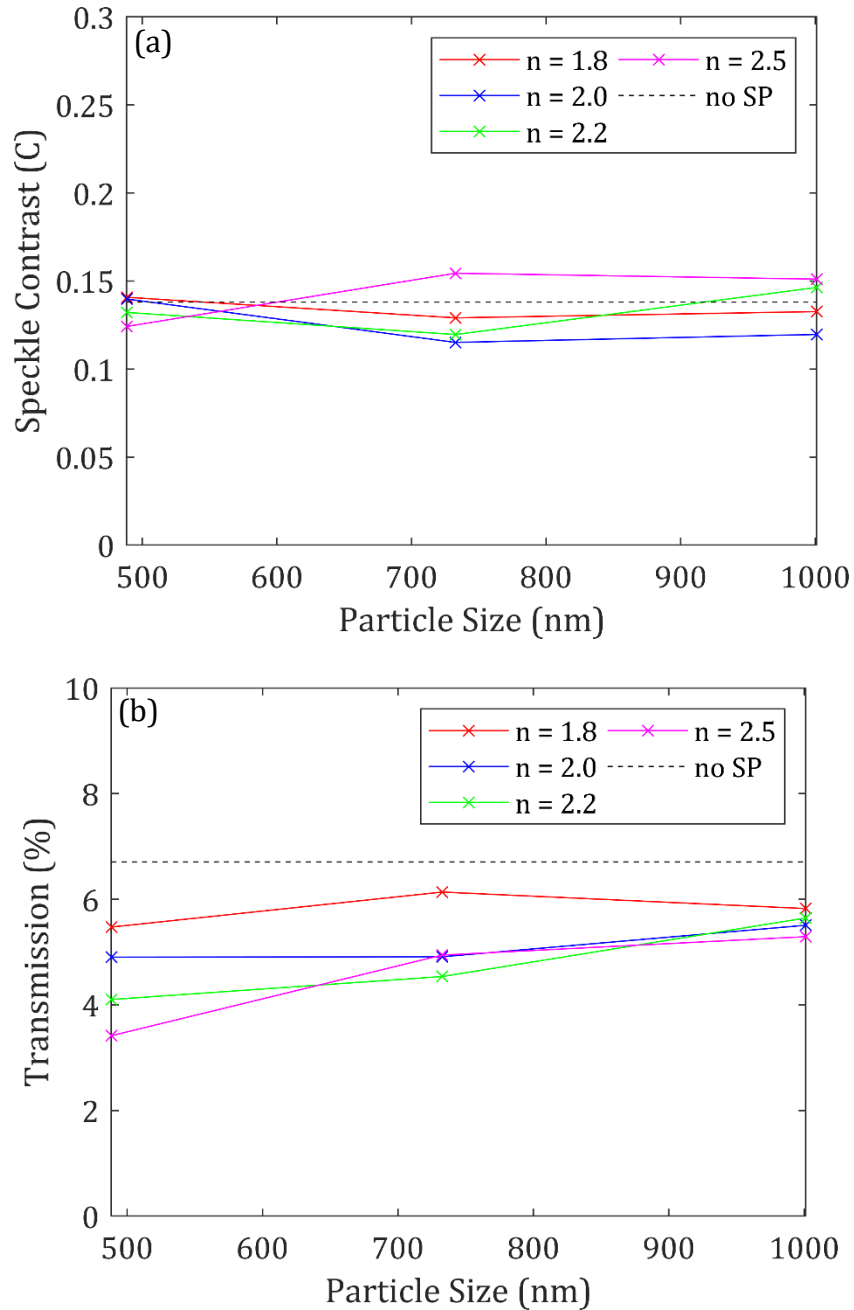 (a)
0.3
0.25
0.2
0.15
0.1
0.05
0
Speckle Contrast (C)
n = 1.8
n = 2.5
n = 2.0
no SP
n = 2.2
500
600
700
800
900
1000
Particle Size (nm)
(b)
10
8
6
4
2
0
Transmission (%)
n = 1.8
n = 2.5
n = 2.0
no SP
n = 2.2
500
600
700
800
900
1000
Particle Size (nm)